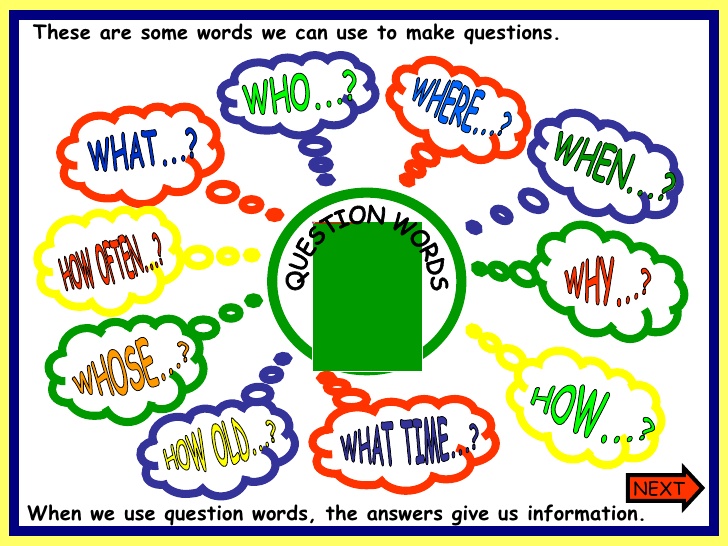 These are some words we can use to make questions.
WHO...?
WHERE...?
WHAT...?
WHEN...?
QUESTION WORDS
HOW OFTEN...?
WHY...?
WHOSE...?
HOW...?
HOW OLD...?
WHAT TIME...?
NEXT
When we use question words, the answers give us information.